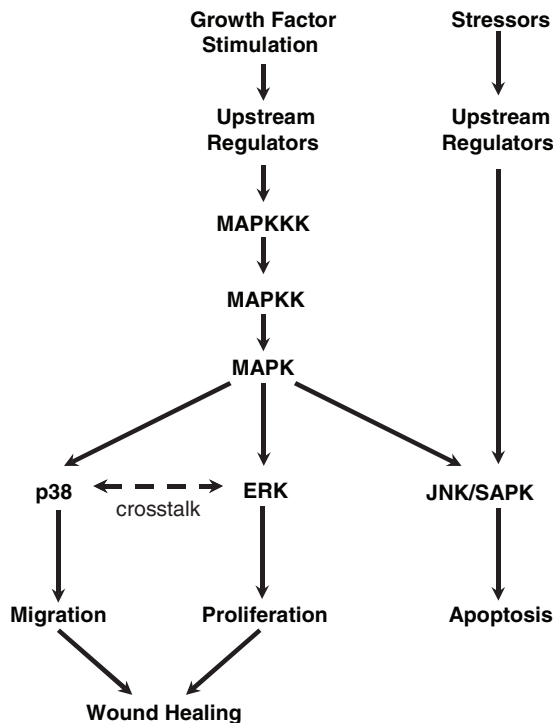 Growth Factor
Stimulation
Stressors
Upstream
Regulators
Upstream
Regulators
MAPKKK
MAPKK
MAPK
p38
crosstalk
ERK
JNK/SAPK
Migration
Proliferation
Apoptosis
Wound Healing